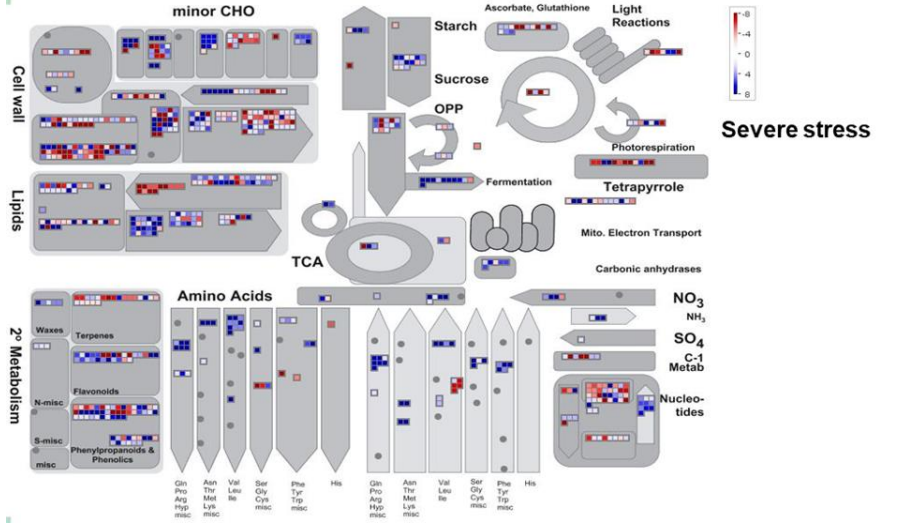 minor CHO
Cell wall
Lipids
2º Metabolism
Starch
Sucrose
OPP
Ascorbate, Glutathione
Light
Reactions
-8
-4
0
4
8
Severe stress
Photorespiration
Tetrapyrrole
Fermentation
Mito. Electron Transport
TCA
Carbonic anhydrases
Amino Acids
NO3
NH3
SO4
C-1
Metab
Nucleo-
tides
Waxes
Terpenes
Flavonoids
N-misc
S-misc
Phenylpropanoids &
Phenolics
misc
Gln
Pro
Arg
Hyp
misc
Asn
Thr
Met
Lys
misc
Val
Leu
Ile
Ser
Gly
Cys
misc
Phe
Tyr
Trp
misc
His
Gln
Pro
Arg
Hyp
misc
Asn
Thr
Met
Lys
misc
Val
Leu
Ile
Ser
Gly
Cys
misc
Phe
Tyr
Trp
misc
His